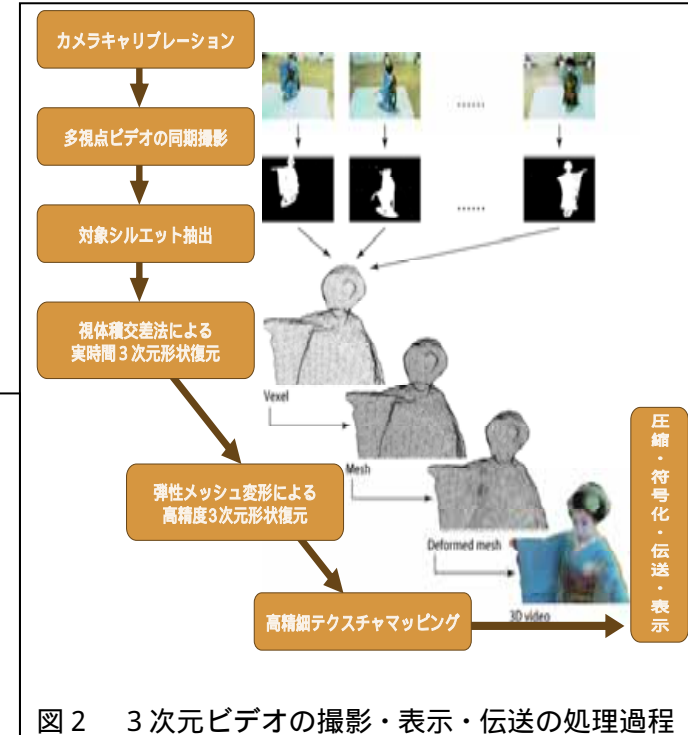 カメラキャリブレーション
多視点ビデオの同期撮影
対象シルエット抽出
視体積交差法による
実時間３次元形状復元
......
......
Voxel
Mesh
Deformed mesh
3D video
弾性メッシュ変形による
高精度3次元形状復元
高精細テクスチャマッピング
圧縮・符号化・伝送・表示
図２　３次元ビデオの撮影・表示・伝送の処理過程